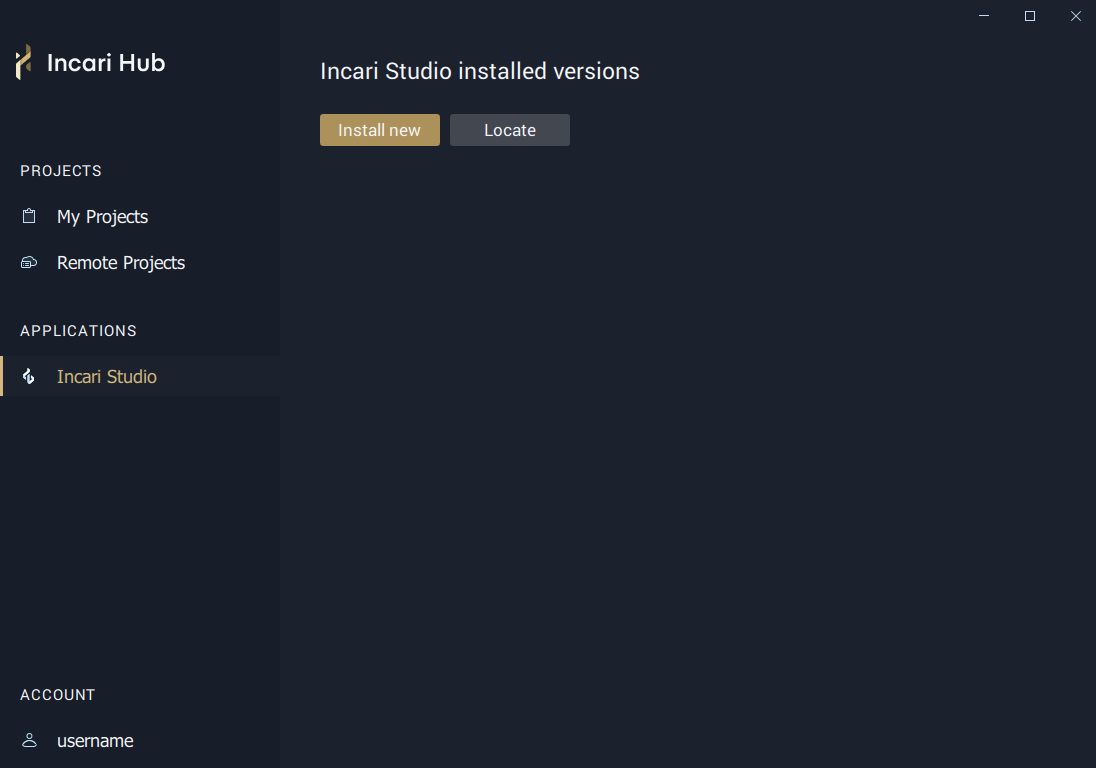 Incari Hub
Incari Studio installed versions
Install new
Locate
PROJECTS
My Projects
Remote Projects
APPLICATIONS
Incari Studio
ACCOUNT
username